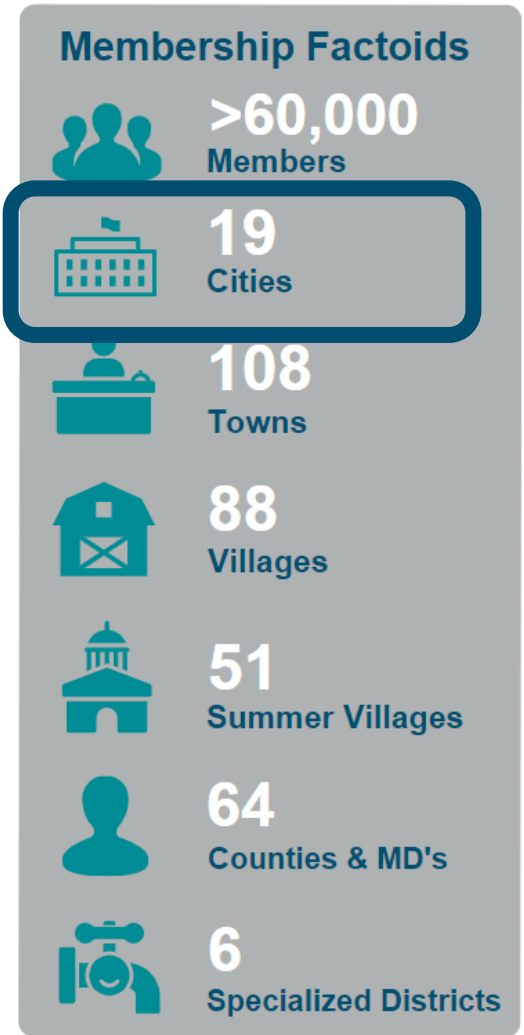 Membership Factoids
>60,000
Members
19
Cities
108
Towns
88
Villages
51
Summer Villages
64
Counties & MD's
6
Specialized Districts